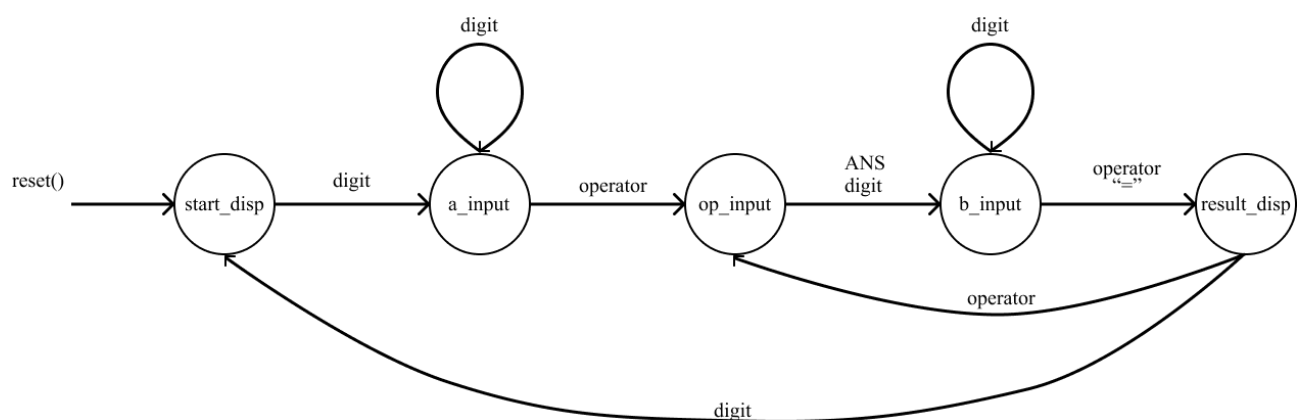 digit
digit
reset()
start_disp
digit
a_input
operator
op_input
ANS
digit
b_input
operator
“=”
result_disp
operator
digit